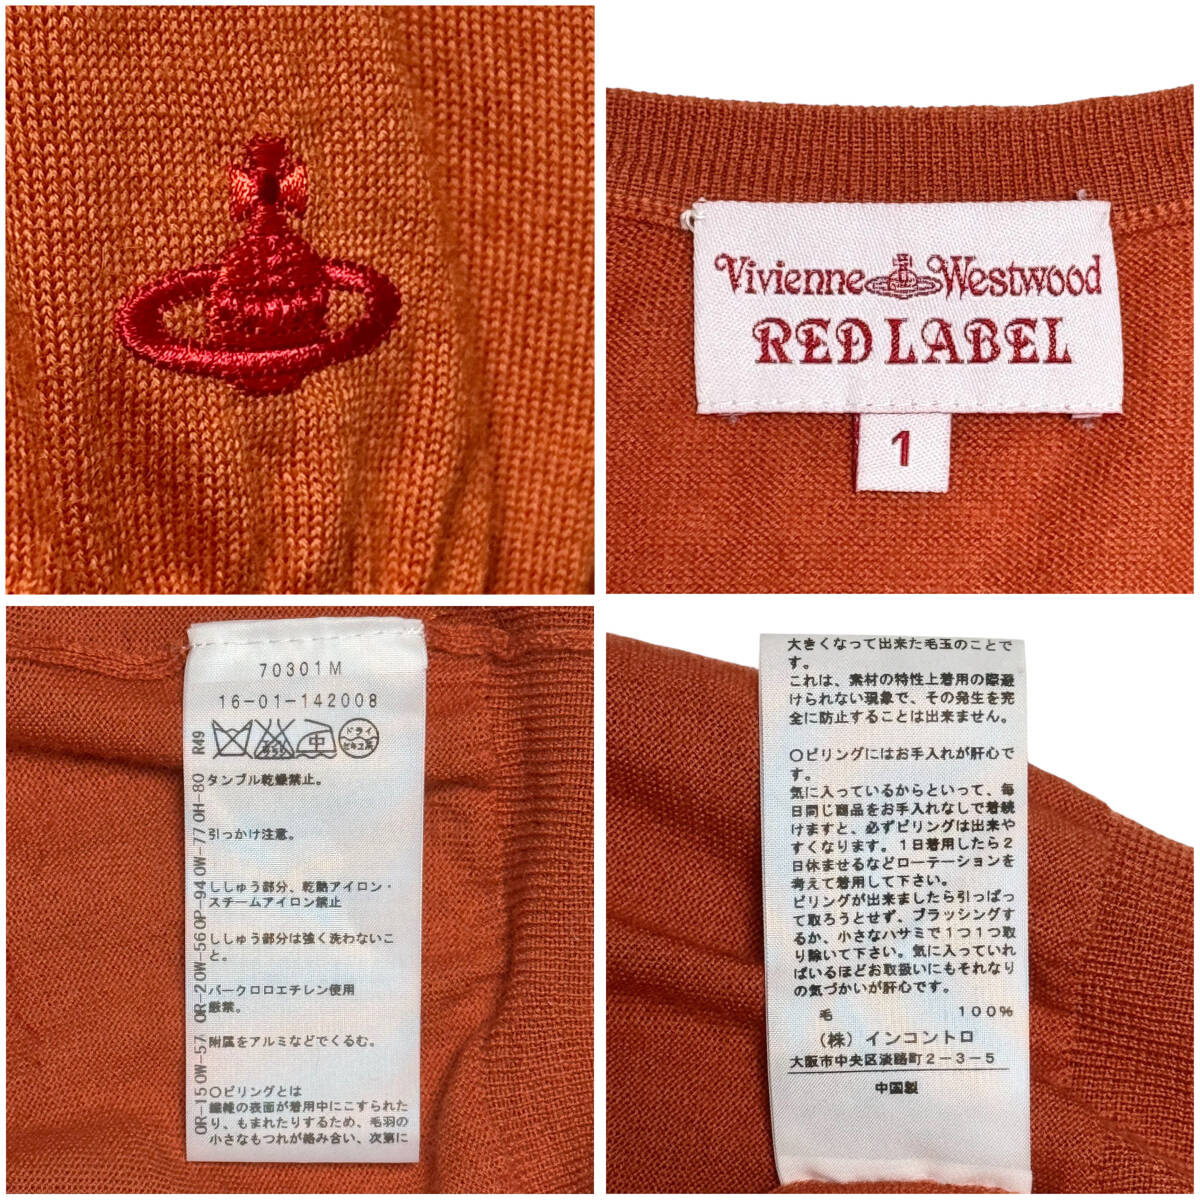 Vivienne Westwood
RED LABEL
1
70301M
16-01-142008
ドライ
セキユ系
中
タンブル乾燥禁止。
引っかけ注意。
ししゅう部分、乾熱アイロン・
スチームアイロン禁止
ししゅう部分は強く洗わないこ
と。
パークロロエチレン使用
厳禁。
附属をアルミなどでくるむ。
〇ピリングとは
繊維の表面が着用中にこすられた
り、もまれたりするため、毛羽の
小さなもつれが絡み合い、次第に
OR-15OW-57 OR-20W-56OP-94OW-77OH-80 R49
大きくなって出来た毛玉のことで
す。
これは、素材の特性上着用の際避
けられない現象で、その発生を完
全に防止することは出来ません。
〇ピリングにはお手入れが肝心で
す。
気に入っているからといって、毎
日同じ商品をお手入れなしで着続
けますと、必ずピリングは出来や
すくなります。1日着用したら2
日休ませるなどローテーションを
考えて着用して下さい。
ピリングが出来ましたら引っぱっ
て取ろうとせず、ブラッシングす
るか、小さなハサミで1つ1つ取
り除いて下さい。気に入っていれ
ばいるほどお取扱いにもそれなり
の気づかいが肝心です。
毛 100%
(株)インコントロ
大阪市中央区淡路町2-3-5
中国製